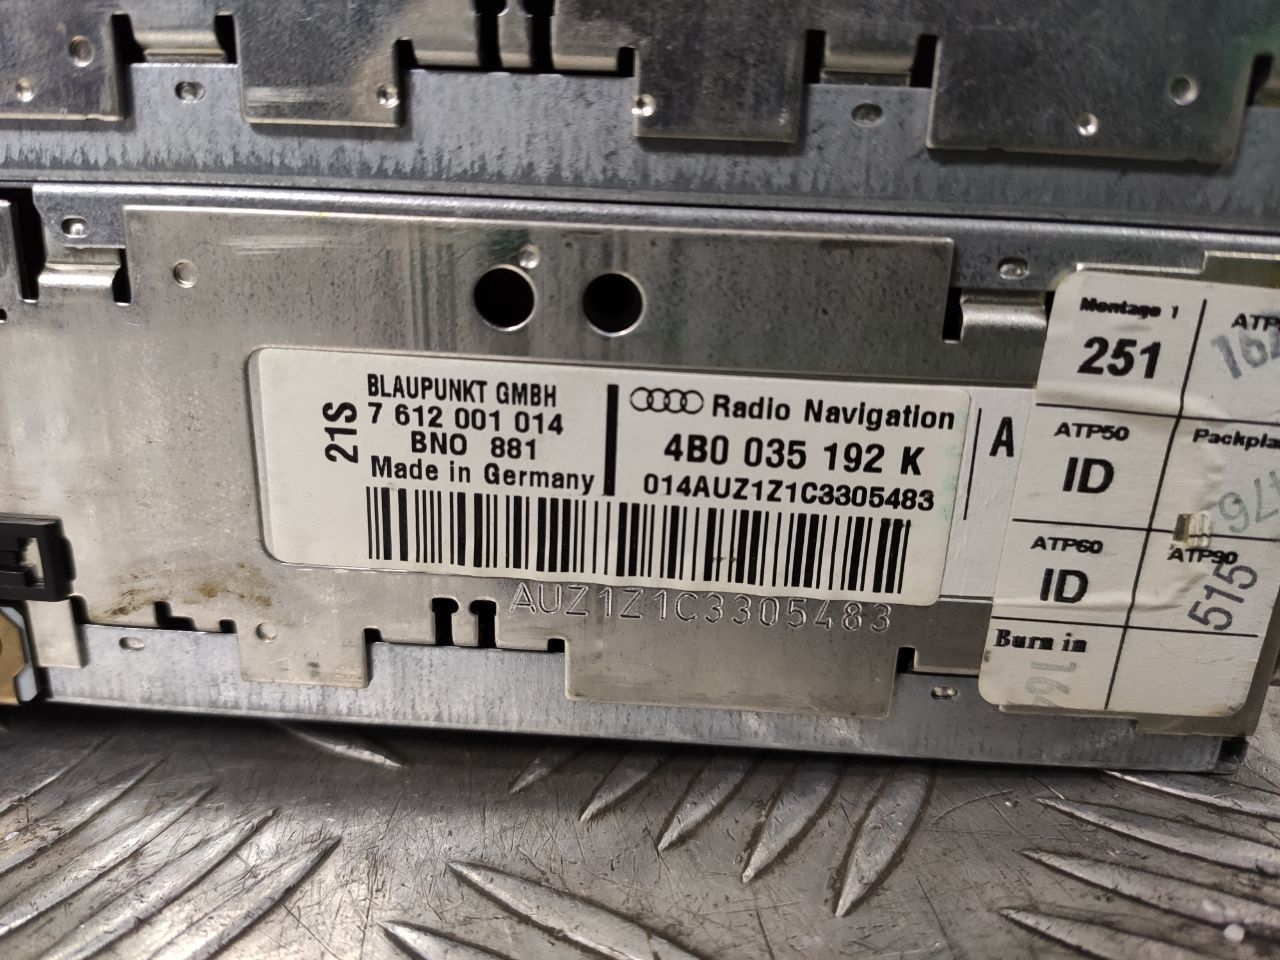 21S
BLAUPUNKT GMBH
7 612 001 014
BNO 881
Made in Germany
Radio Navigation
4B0 035 192 K
014AUZ1Z1C3305483
A
AUZ1Z1C3305483
Montage 1
251
ATP50
ID
ATP60
ID
ATP90
515
Burn in